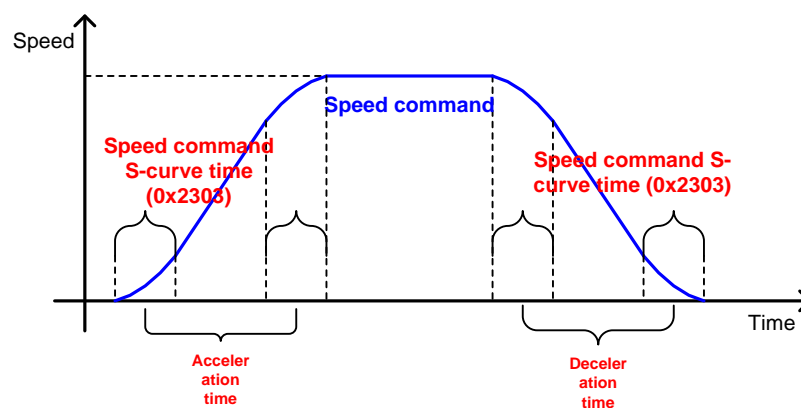 Speed
Speed command
Speed command
S-curve time
(0x2303)
Speed command S-
curve time (0x2303)
Time
Acceler
ation
time
Deceler
ation
time